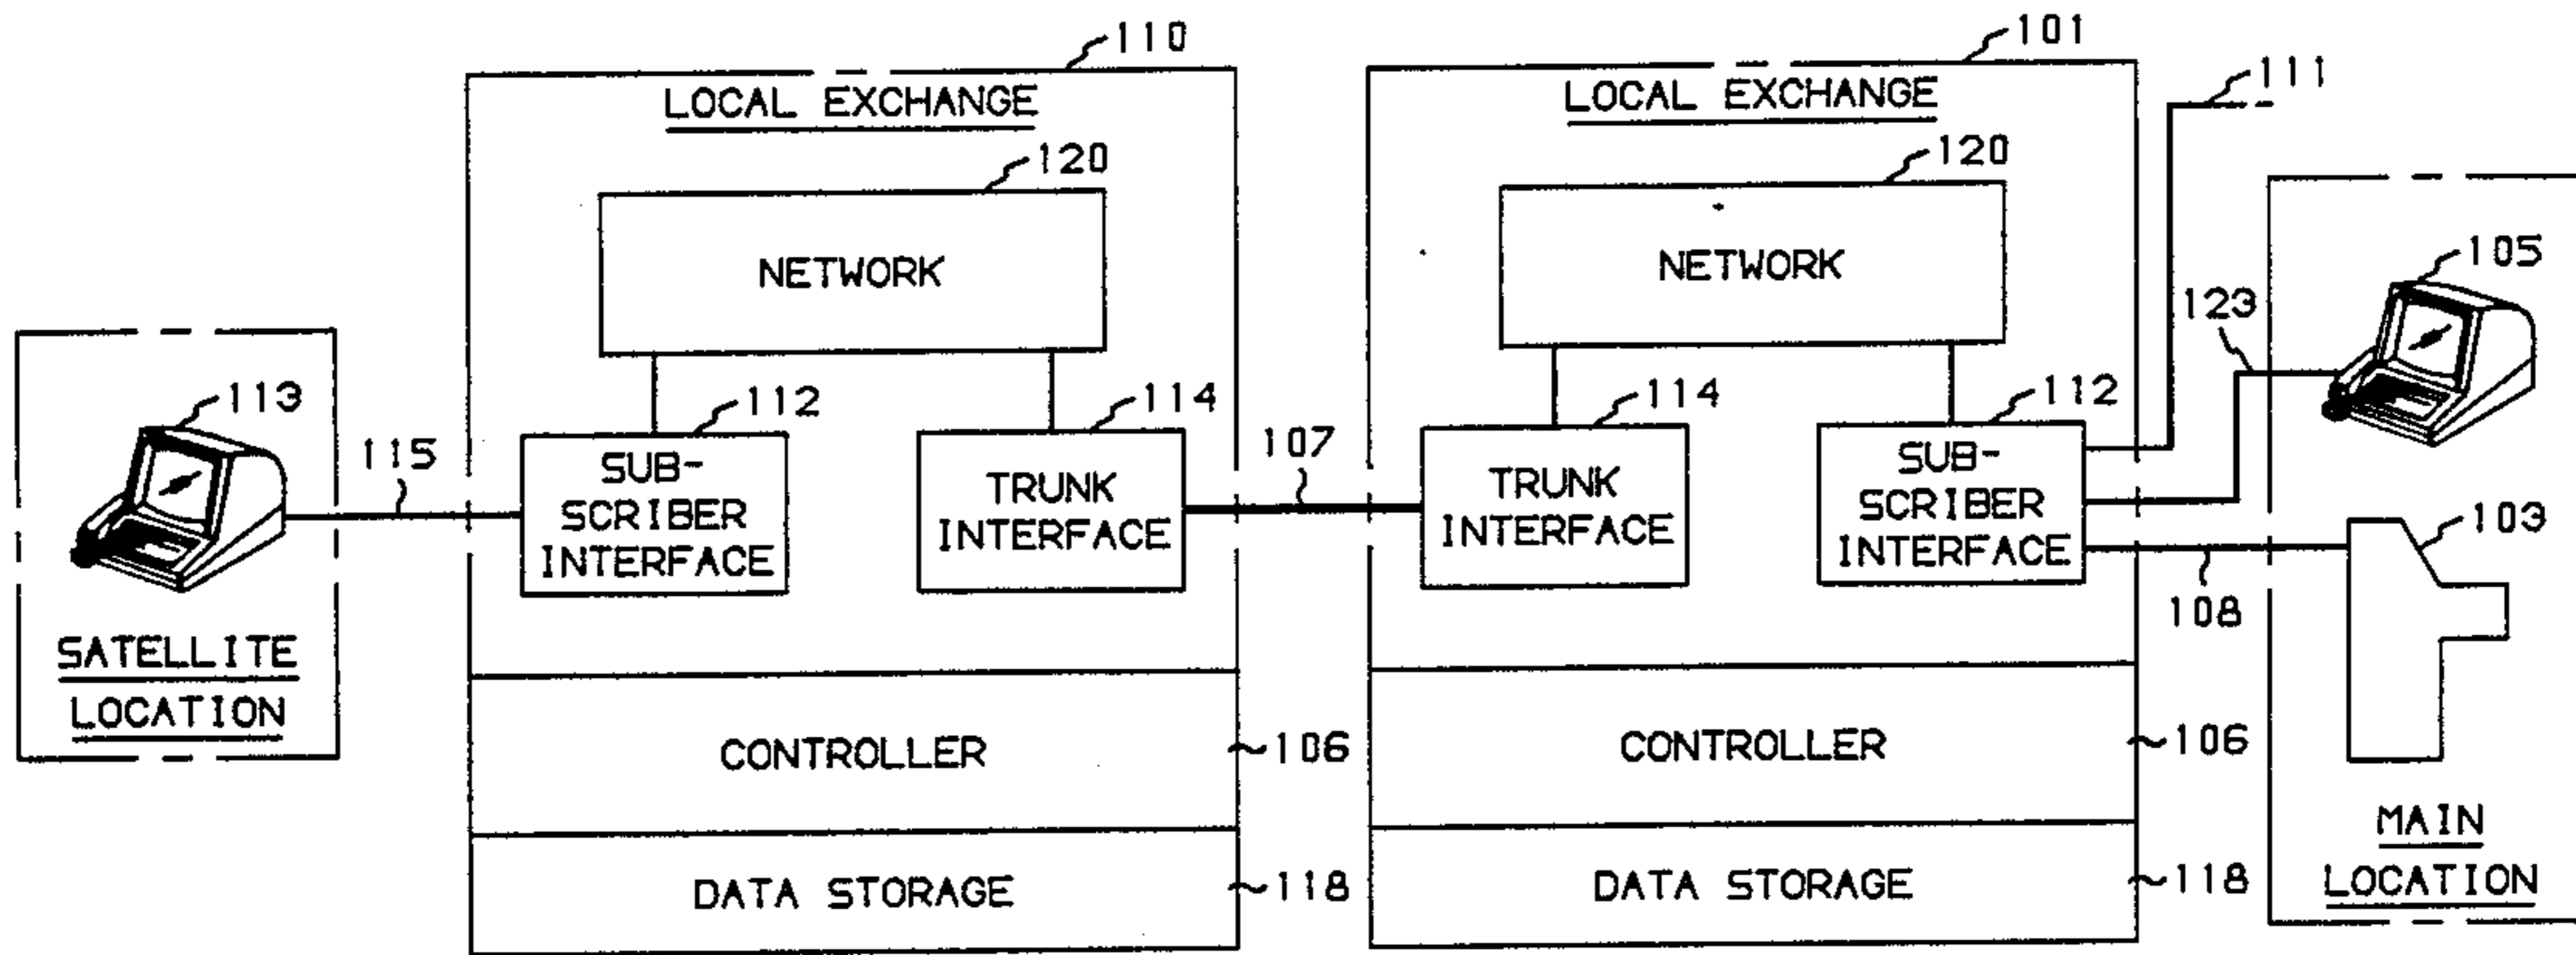 110
101
111
LOCAL EXCHANGE
LOCAL EXCHANGE
120
120
NETWORK
NETWORK
105
123
113
112
114
114
112
115
107
SUB-
SCRIBER
INTERFACE
TRUNK
INTERFACE
TRUNK
INTERFACE
SUB-
SCRIBER
INTERFACE
103
108
SATELLITE
LOCATION
CONTROLLER
106
CONTROLLER
106
MAIN
LOCATION
DATA STORAGE
118
DATA STORAGE
118